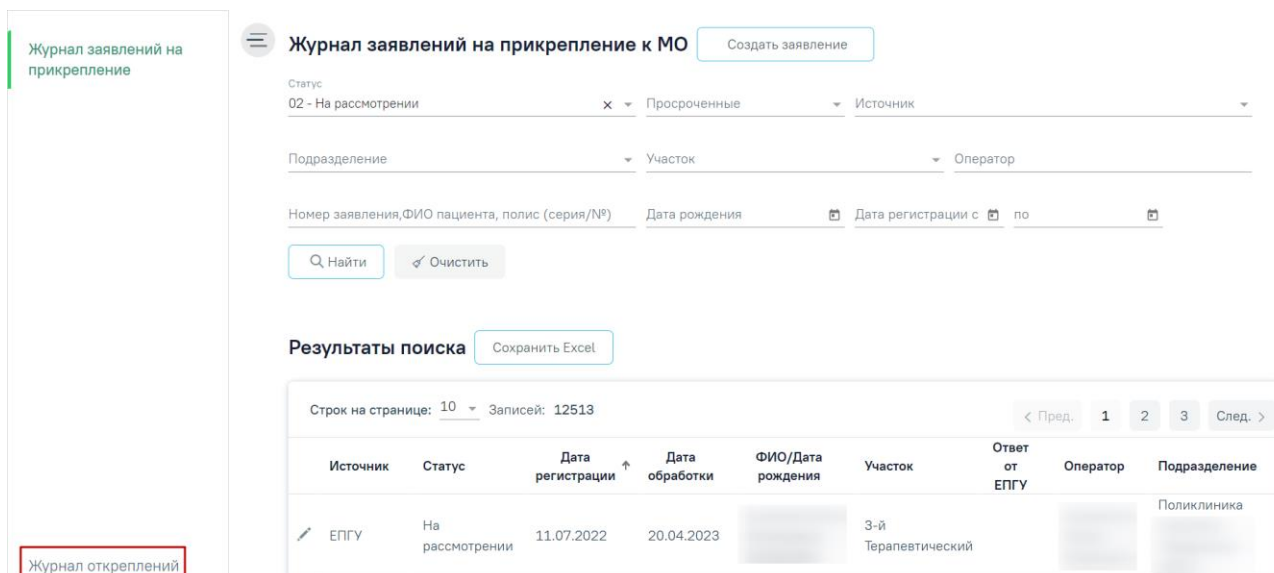 Журнал заявлений на
прикрепление
Журнал заявлений на прикрепление к МО
Создать заявление
Статус
02 - На рассмотрении
x
Просроченные
Источник
Подразделение
Участок
Оператор
Номер заявления,ФИО пациента, полис (серия/№)
Дата рождения
Дата регистрации с
по
Найти
Очистить
Результаты поиска
Сохранить Excel
Строк на странице: 10
Записей: 12513
< Пред. 1 2 3 След. >
Источник
Статус
Дата
регистрации
Дата
обработки
ФИО/Дата
рождения
Участок
Ответ
от
ЕПГУ
Оператор
Подразделение
ЕПГУ
На
рассмотрении
11.07.2022
20.04.2023
3-й
Терапевтический
Поликлиника
Журнал откреплений